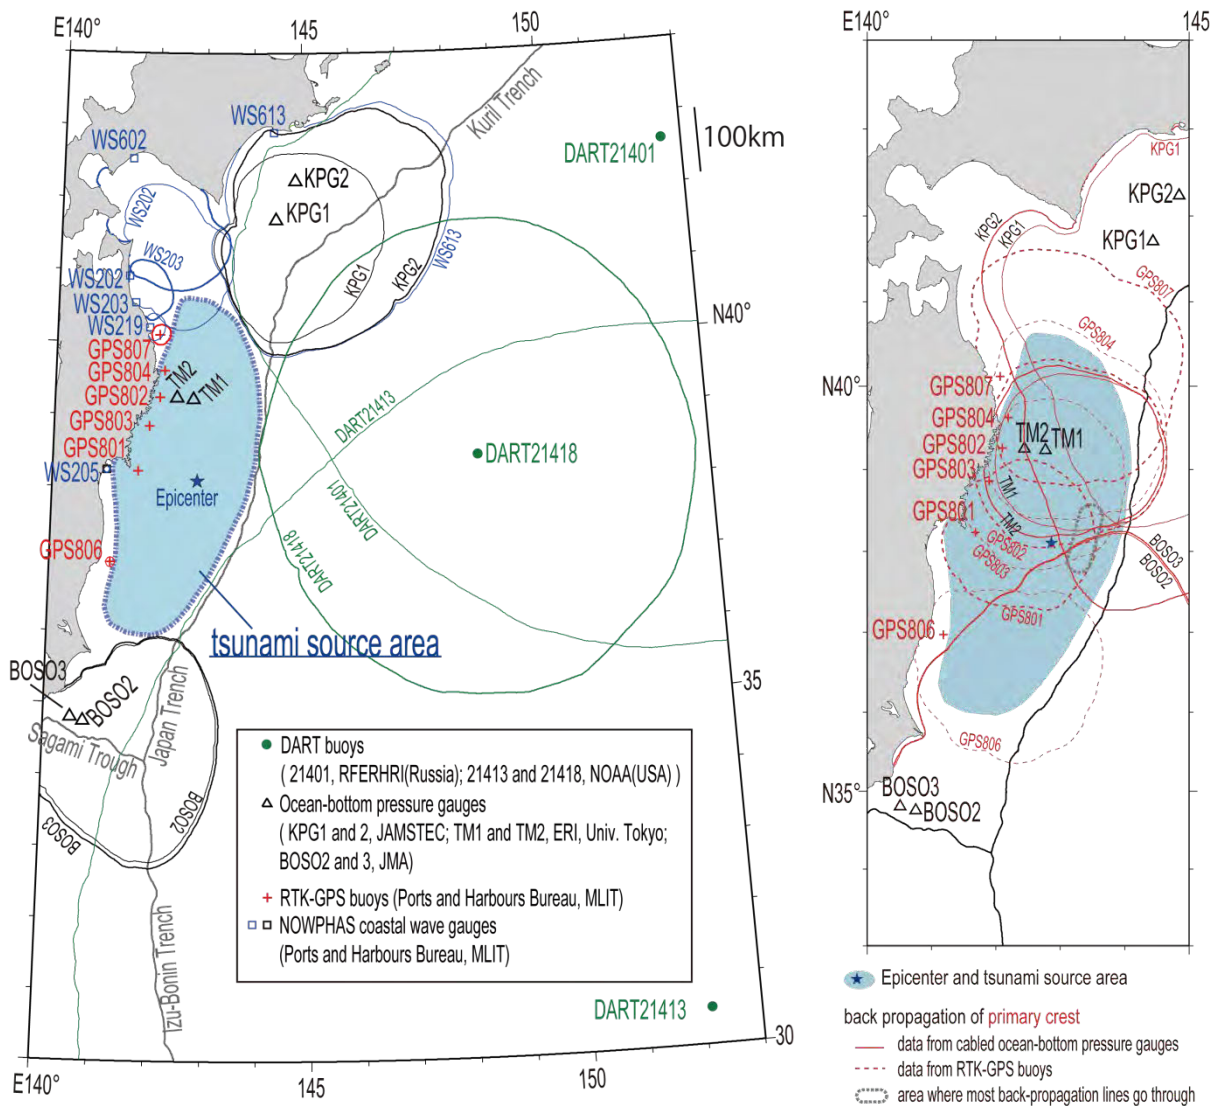 E140°
145
150
WS613
WS602
Kuril Trench
100km
DART21401
KPG2
KPG1
WS202
WS203
WS613
KPG2
KPG1
WS202
WS203
WS219
N40°
GPS807
GPS804
GPS802
GPS803
GPS801
WS205
TM2
TM1
DART21413
DART21418
Epicenter
DART21401
DART21418
GPS806
tsunami source area
BOSO3
BOSO2
35
Japan Trench
Sagami Trough
BOSO2
BOSO3
Izu-Bonin Trench
DART buoys
( 21401, RFERHRI(Russia); 21413 and 21418, NOAA(USA) )
Ocean-bottom pressure gauges
( KPG1 and 2, JAMSTEC; TM1 and TM2, ERI, Univ. Tokyo;
BOSO2 and 3, JMA)
RTK-GPS buoys (Ports and Harbours Bureau, MLIT)
NOWPHAS coastal wave gauges
(Ports and Harbours Bureau, MLIT)
DART21413
30
E140°
145
150
E140°
145
KPG1
KPG2
KPG2
KPG1
KPG1
GPS807
GPS804
N40°
GPS807
GPS804
GPS802
GPS803
GPS801
TM2
TM1
TM1
TM2
GPS802
GPS803
BOSO3
BOSO2
GPS801
GPS806
GPS806
N35°
BOSO3
BOSO2
Epicenter and tsunami source area
back propagation of primary crest
data from cabled ocean-bottom pressure gauges
data from RTK-GPS buoys
area where most back-propagation lines go through